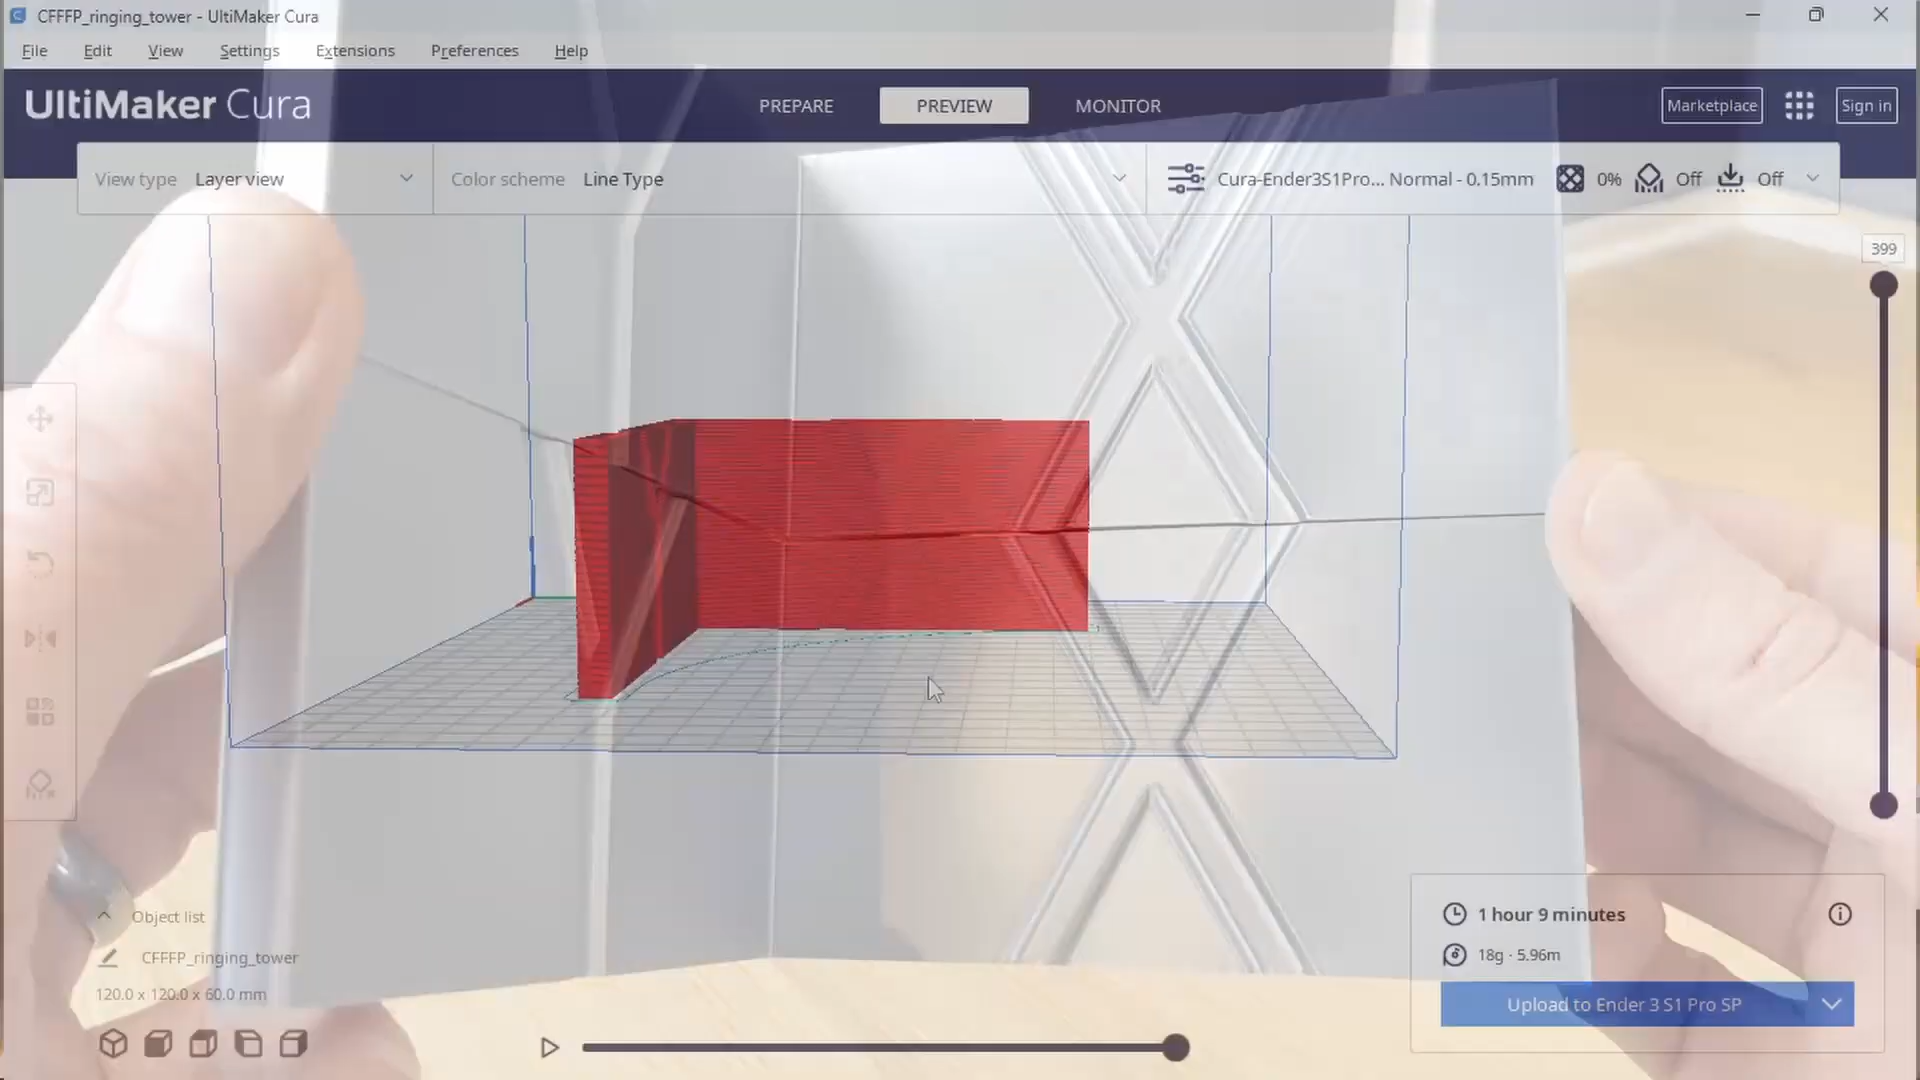 CFFFP_ringing_tower - UltiMaker Cura
File Edit View Settings Extensions Preferences Help
UltiMaker Cura PREPARE PREVIEW MONITOR Marketplace Sign in
View type Layer view Color scheme Line Type Cura-Ender3S1Pro... Normal - 0.15mm 0% Off Off
399
Object list
CFFFP_ringing_tower
120.0 x 120.0 x 60.0 mm
1 hour 9 minutes
18g · 5.96m
Upload to Ender 3 S1 Pro SP